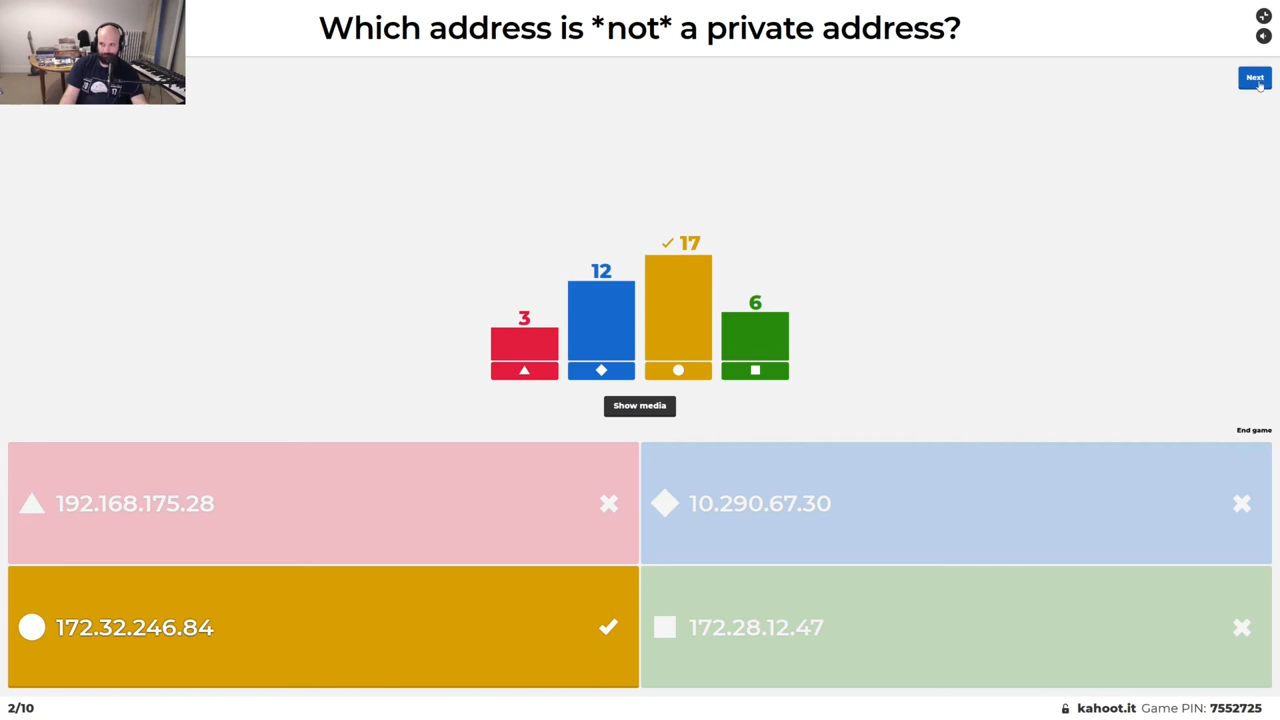 Which address is *not* a private address?
Next
3
12
17
6
Show media
End game
192.168.175.28
10.290.67.30
172.32.246.84
172.28.12.47
2/10
kahoot.it Game PIN: 7552725